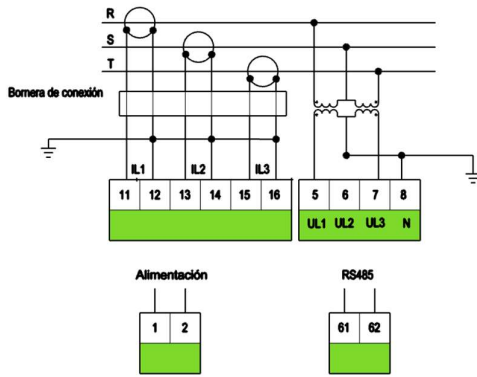 R
S
T
Bornera de conexión
IL1 IL2 IL3
11 12 13 14 15 16
5 6 7 8
UL1 UL2 UL3 N
Alimentación
1 2
RS485
61 62